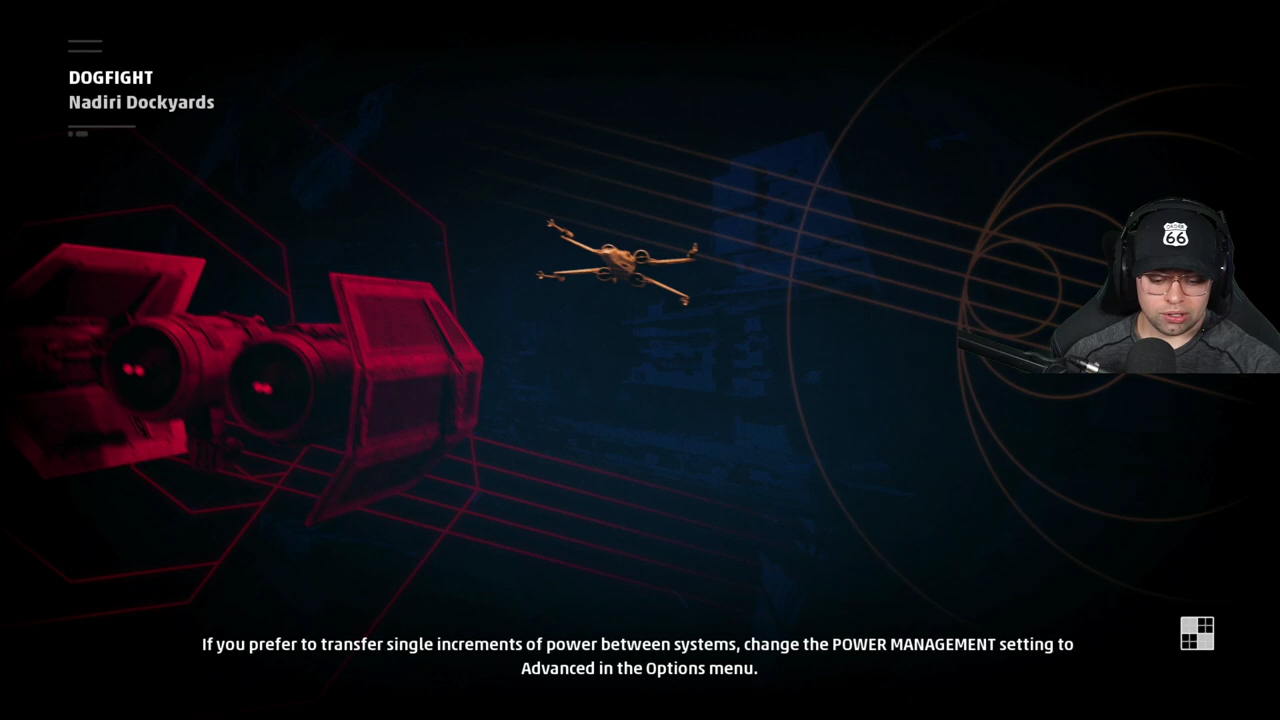 DOGFIGHT
Nadiri Dockyards
ORDER
66
If you prefer to transfer single increments of power between systems, change the POWER MANAGEMENT setting to
Advanced in the Options menu.